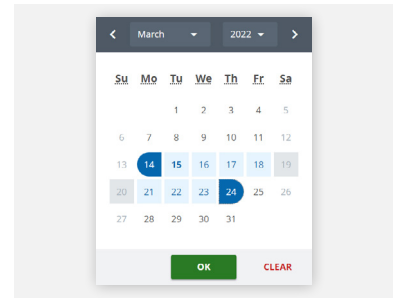 March 2022
Su Mo Tu We Th Fr Sa
1 2 3 4 5
6 7 8 9 10 11 12
13 14 15 16 17 18 19
20 21 22 23 24 25 26
27 28 29 30 31
OK CLEAR